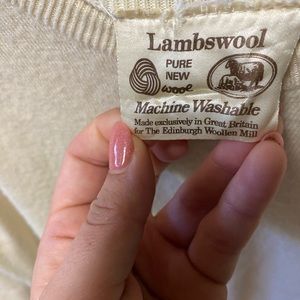 Lambswool
PURE
NEW
wool
Machine Washable
Made exclusively in Great Britain
for The Edinburgh Woollen Mill